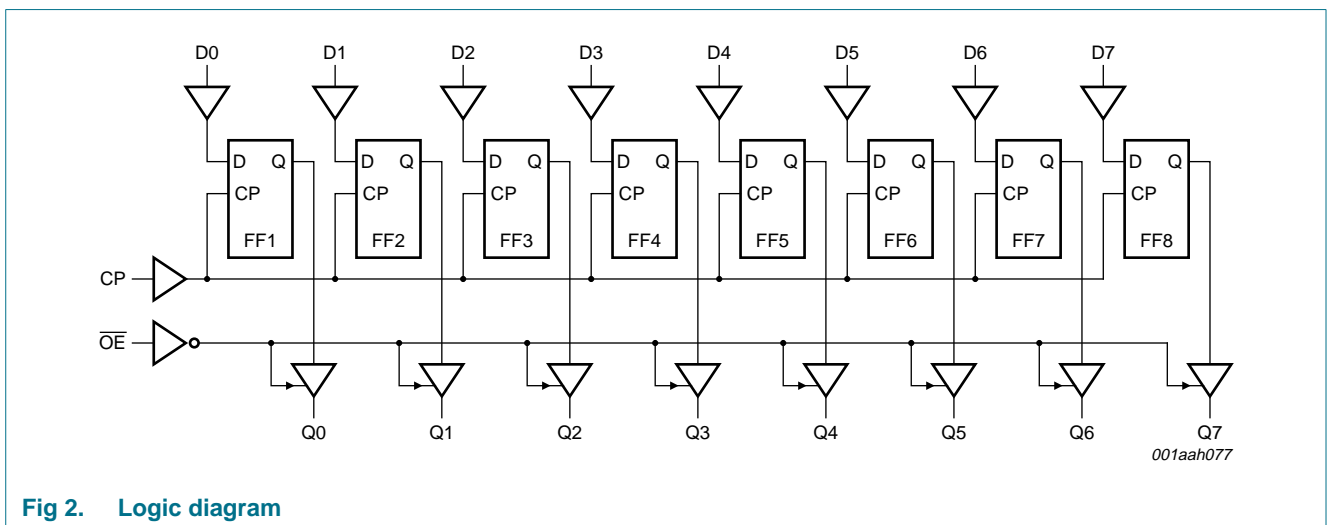 D0 D1 D2 D3 D4 D5 D6 D7
D Q D Q D Q D Q D Q D Q D Q D Q
CP CP CP CP CP CP CP CP
FF1 FF2 FF3 FF4 FF5 FF6 FF7 FF8
CP
O̅E̅
Q0 Q1 Q2 Q3 Q4 Q5 Q6 Q7
001aah077
Fig 2. Logic diagram